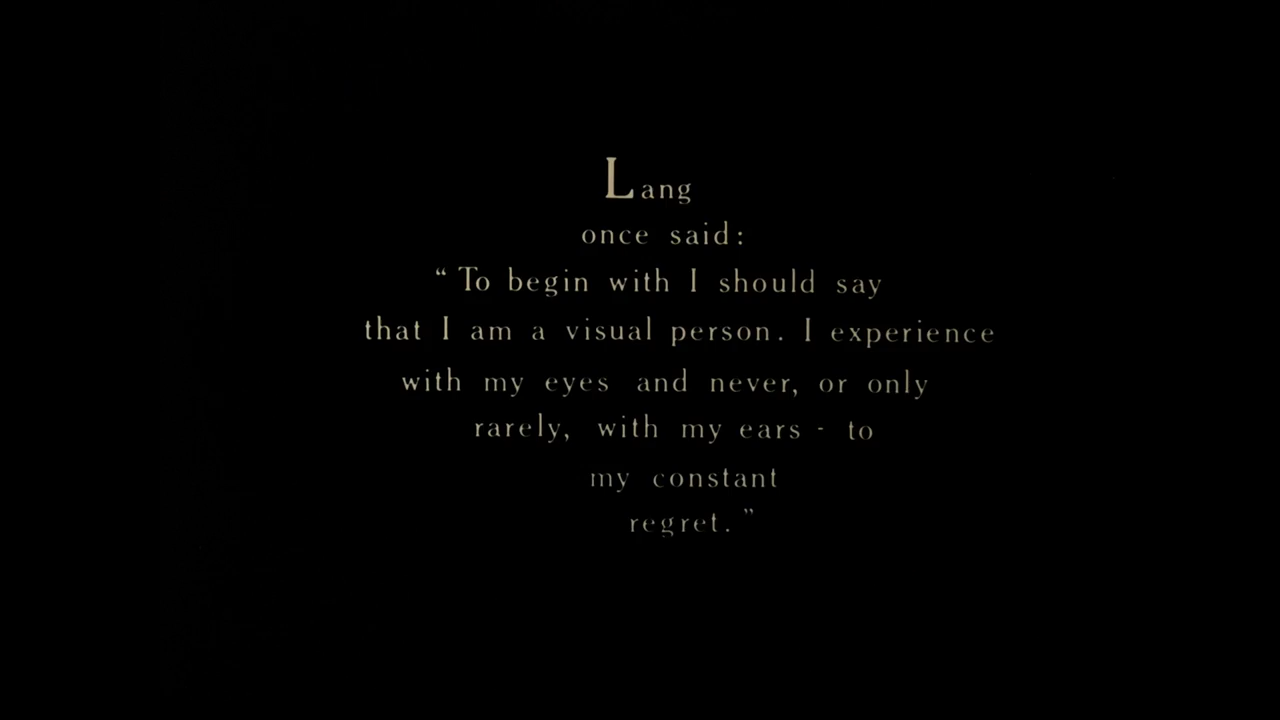 Lang
once said:
“To begin with I should say
that I am a visual person. I experience
with my eyes and never, or only
rarely, with my ears - to
my constant
regret.”